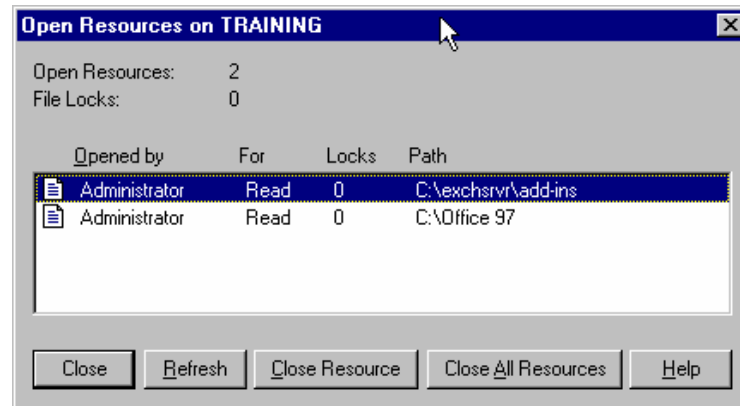 Open Resources on TRAINING
Open Resources: 2
File Locks: 0
Opened by For Locks Path
Administrator Read 0 C:\exchsrvr\add-ins
Administrator Read 0 C:\Office 97
Close Refresh Close Resource Close All Resources Help